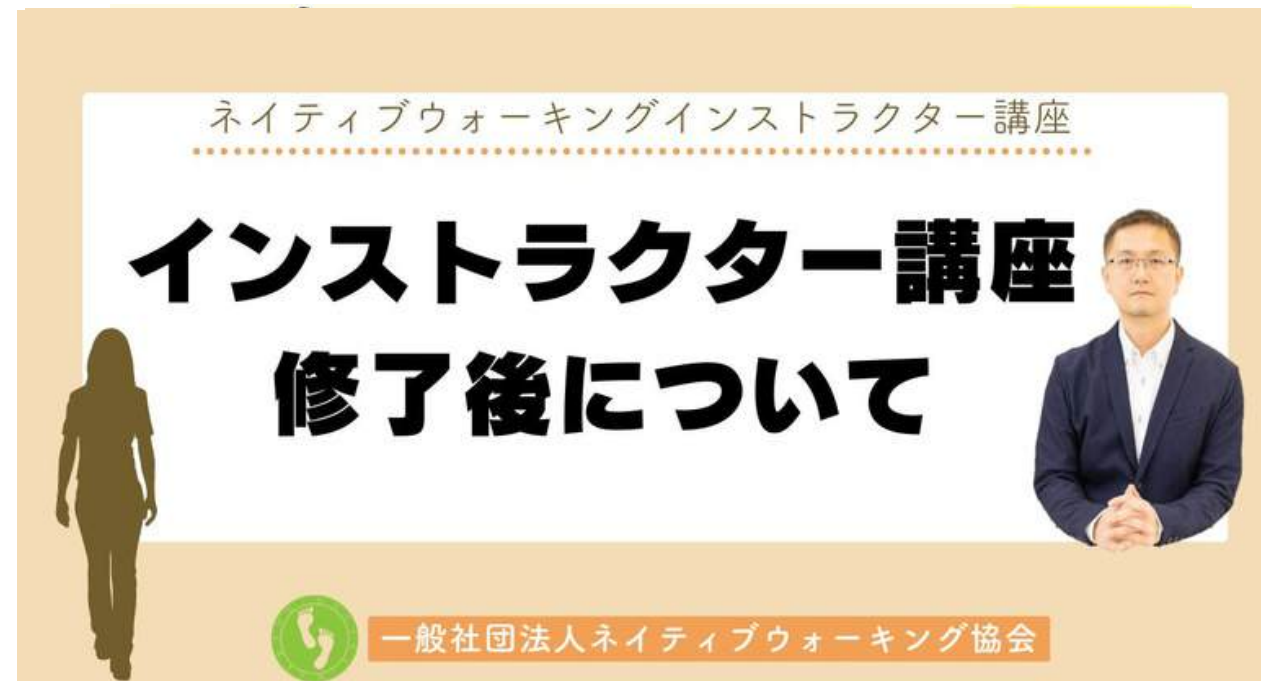 ネイティブウォーキングインストラクター講座
インストラクター講座
修了後について
一般社団法人ネイティブウォーキング協会